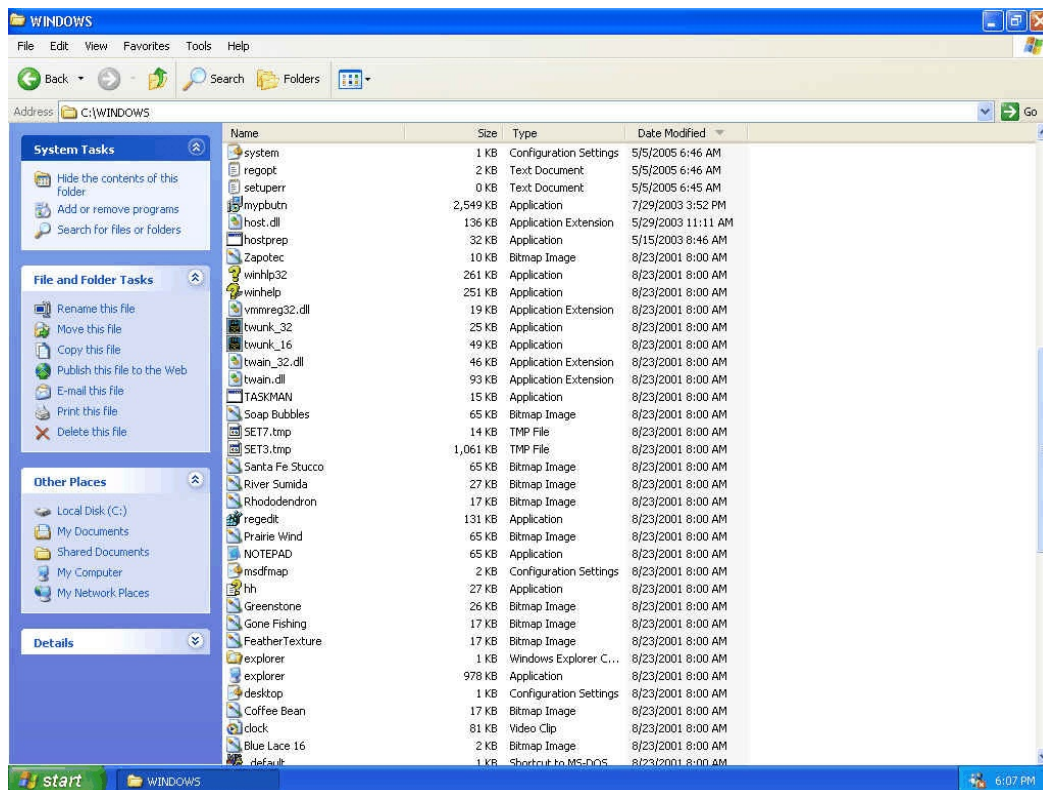 WINDOWS
File Edit View Favorites Tools Help
Back Search Folders
Address C:\WINDOWS Go
System Tasks
Hide the contents of this
folder
Add or remove programs
Search for files or folders
File and Folder Tasks
Rename this file
Move this file
Copy this file
Publish this file to the Web
E-mail this file
Print this file
Delete this file
Other Places
Local Disk (C:)
My Documents
Shared Documents
My Computer
My Network Places
Details
Name Size Type Date Modified
system 1 KB Configuration Settings 5/5/2005 6:46 AM
regopt 2 KB Text Document 5/5/2005 6:46 AM
setuperr 0 KB Text Document 5/5/2005 6:45 AM
mypbutn 2,549 KB Application 7/29/2003 3:52 PM
host.dll 136 KB Application Extension 5/29/2003 11:11 AM
hostprep 32 KB Application 5/15/2003 8:46 AM
Zapotec 10 KB Bitmap Image 8/23/2001 8:00 AM
winhlp32 261 KB Application 8/23/2001 8:00 AM
winhelp 251 KB Application 8/23/2001 8:00 AM
vmmreg32.dll 19 KB Application Extension 8/23/2001 8:00 AM
twunk_32 25 KB Application 8/23/2001 8:00 AM
twunk_16 49 KB Application 8/23/2001 8:00 AM
twain_32.dll 46 KB Application Extension 8/23/2001 8:00 AM
twain.dll 93 KB Application Extension 8/23/2001 8:00 AM
TASKMAN 15 KB Application 8/23/2001 8:00 AM
Soap Bubbles 65 KB Bitmap Image 8/23/2001 8:00 AM
SET7.tmp 14 KB TMP File 8/23/2001 8:00 AM
SET3.tmp 1,061 KB TMP File 8/23/2001 8:00 AM
Santa Fe Stucco 65 KB Bitmap Image 8/23/2001 8:00 AM
River Sumida 27 KB Bitmap Image 8/23/2001 8:00 AM
Rhododendron 17 KB Bitmap Image 8/23/2001 8:00 AM
regedit 131 KB Application 8/23/2001 8:00 AM
Prairie Wind 65 KB Bitmap Image 8/23/2001 8:00 AM
NOTEPAD 65 KB Application 8/23/2001 8:00 AM
msdfmap 2 KB Configuration Settings 8/23/2001 8:00 AM
hh 27 KB Application 8/23/2001 8:00 AM
Greenstone 26 KB Bitmap Image 8/23/2001 8:00 AM
Gone Fishing 17 KB Bitmap Image 8/23/2001 8:00 AM
FeatherTexture 17 KB Bitmap Image 8/23/2001 8:00 AM
explorer 1 KB Windows Explorer C... 8/23/2001 8:00 AM
explorer 978 KB Application 8/23/2001 8:00 AM
desktop 1 KB Configuration Settings 8/23/2001 8:00 AM
Coffee Bean 17 KB Bitmap Image 8/23/2001 8:00 AM
clock 81 KB Video Clip 8/23/2001 8:00 AM
Blue Lace 16 2 KB Bitmap Image 8/23/2001 8:00 AM
_default 1 KB Shortcut to MS-DOS 8/23/2001 8:00 AM
start WINDOWS 6:07 PM